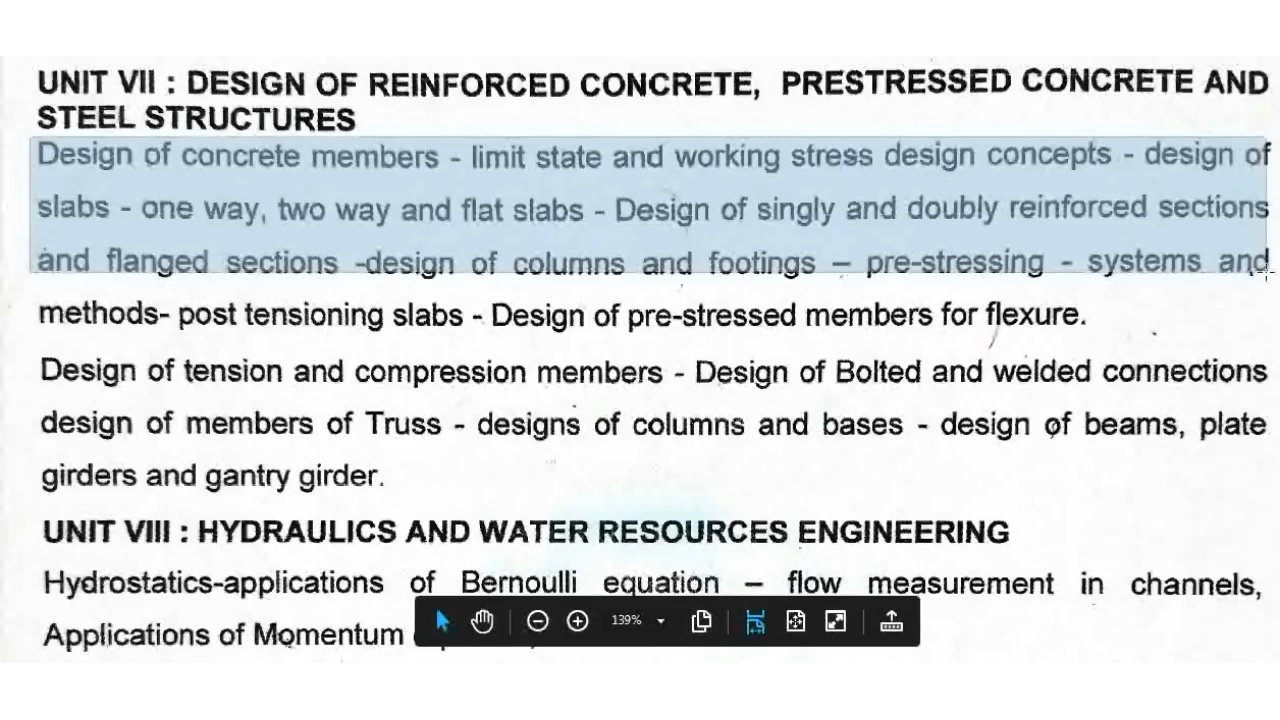 UNIT VII : DESIGN OF REINFORCED CONCRETE, PRESTRESSED CONCRETE AND
STEEL STRUCTURES
Design of concrete members - limit state and working stress design concepts - design of
slabs - one way, two way and flat slabs - Design of singly and doubly reinforced sections
and flanged sections -design of columns and footings – pre-stressing - systems and
methods- post tensioning slabs - Design of pre-stressed members for flexure.
Design of tension and compression members - Design of Bolted and welded connections
design of members of Truss - designs of columns and bases - design of beams, plate
girders and gantry girder.
UNIT VIII : HYDRAULICS AND WATER RESOURCES ENGINEERING
Hydrostatics-applications of Bernoulli equation – flow measurement in channels,
Applications of Momentum
139%